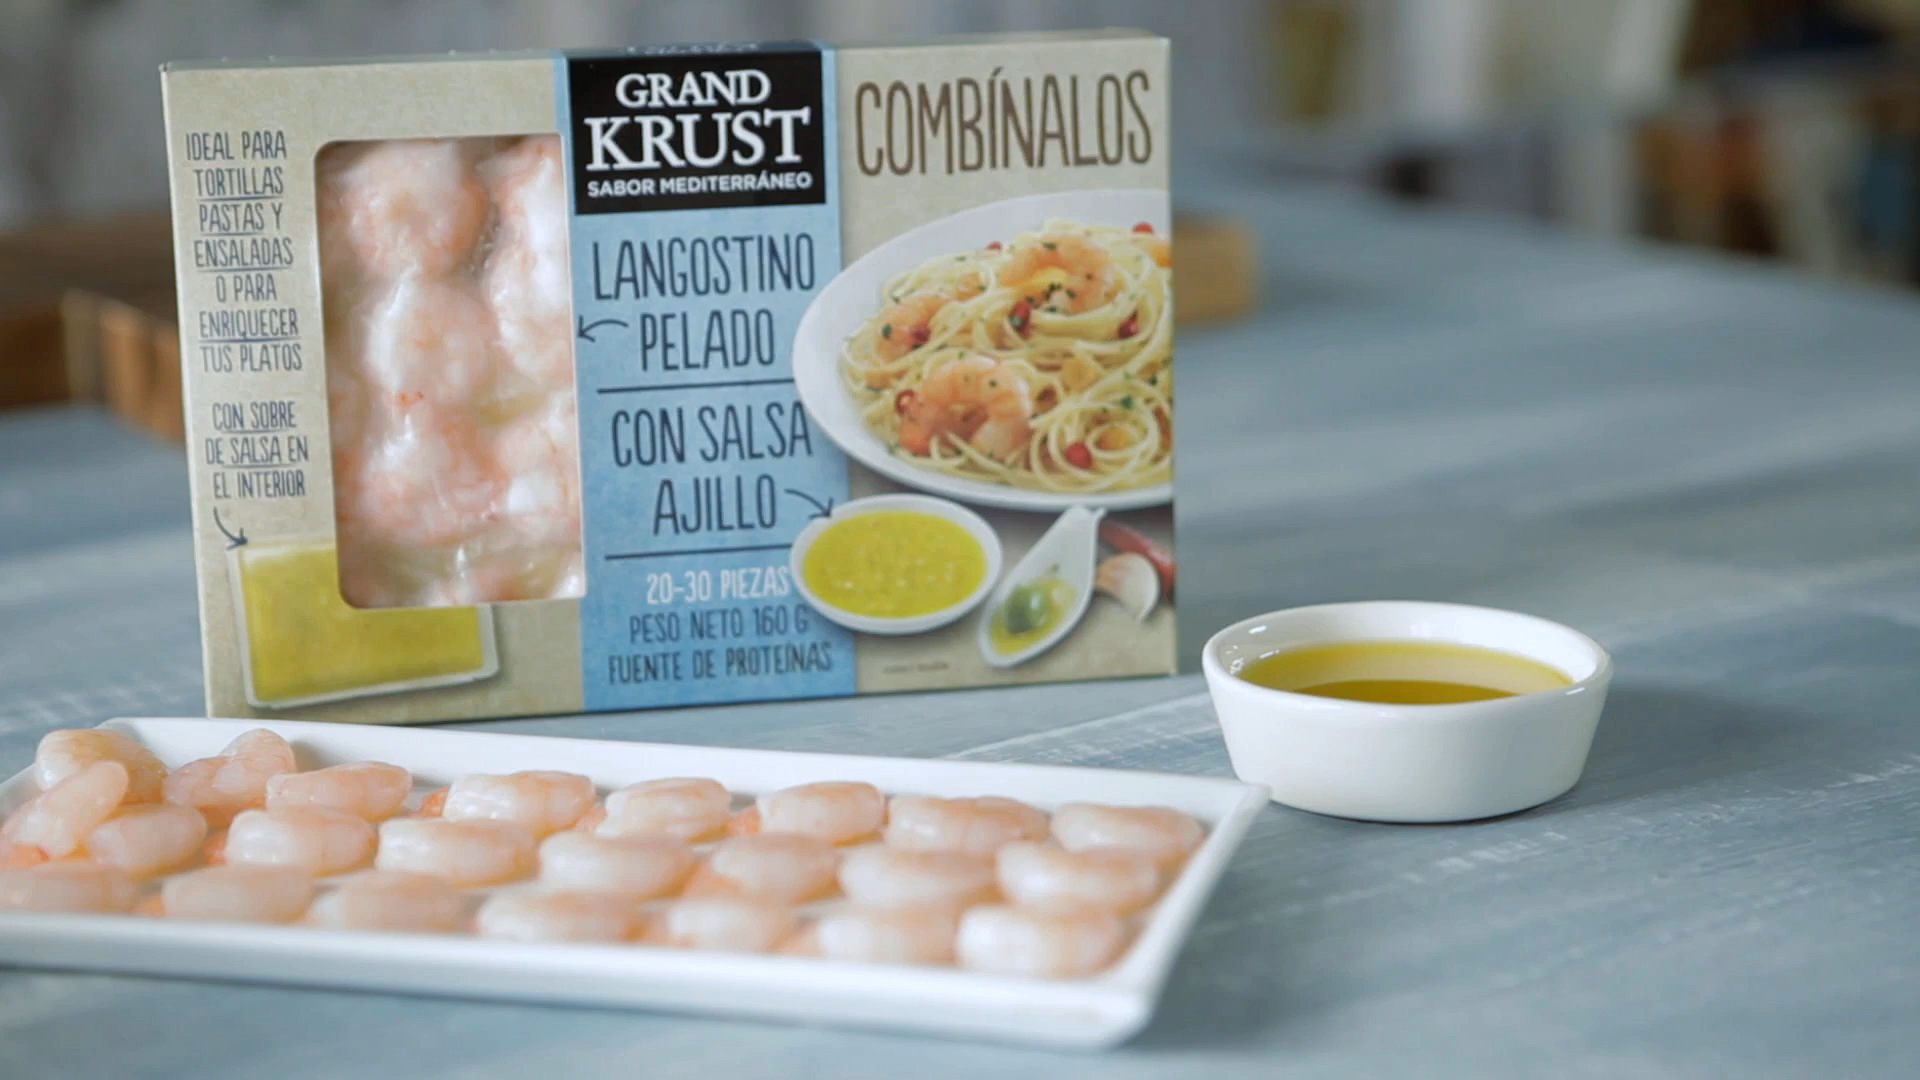 IDEAL PARA
TORTILLAS
PASTAS Y
ENSALADAS
O PARA
ENRIQUECER
TUS PLATOS
CON SOBRE
DE SALSA EN
EL INTERIOR
GRAND
KRUST
SABOR MEDITERRÁNEO
LANGOSTINO
PELADO
CON SALSA
AJILLO
20-30 PIEZAS
PESO NETO 160 G
FUENTE DE PROTEÍNAS
COMBÍNALOS